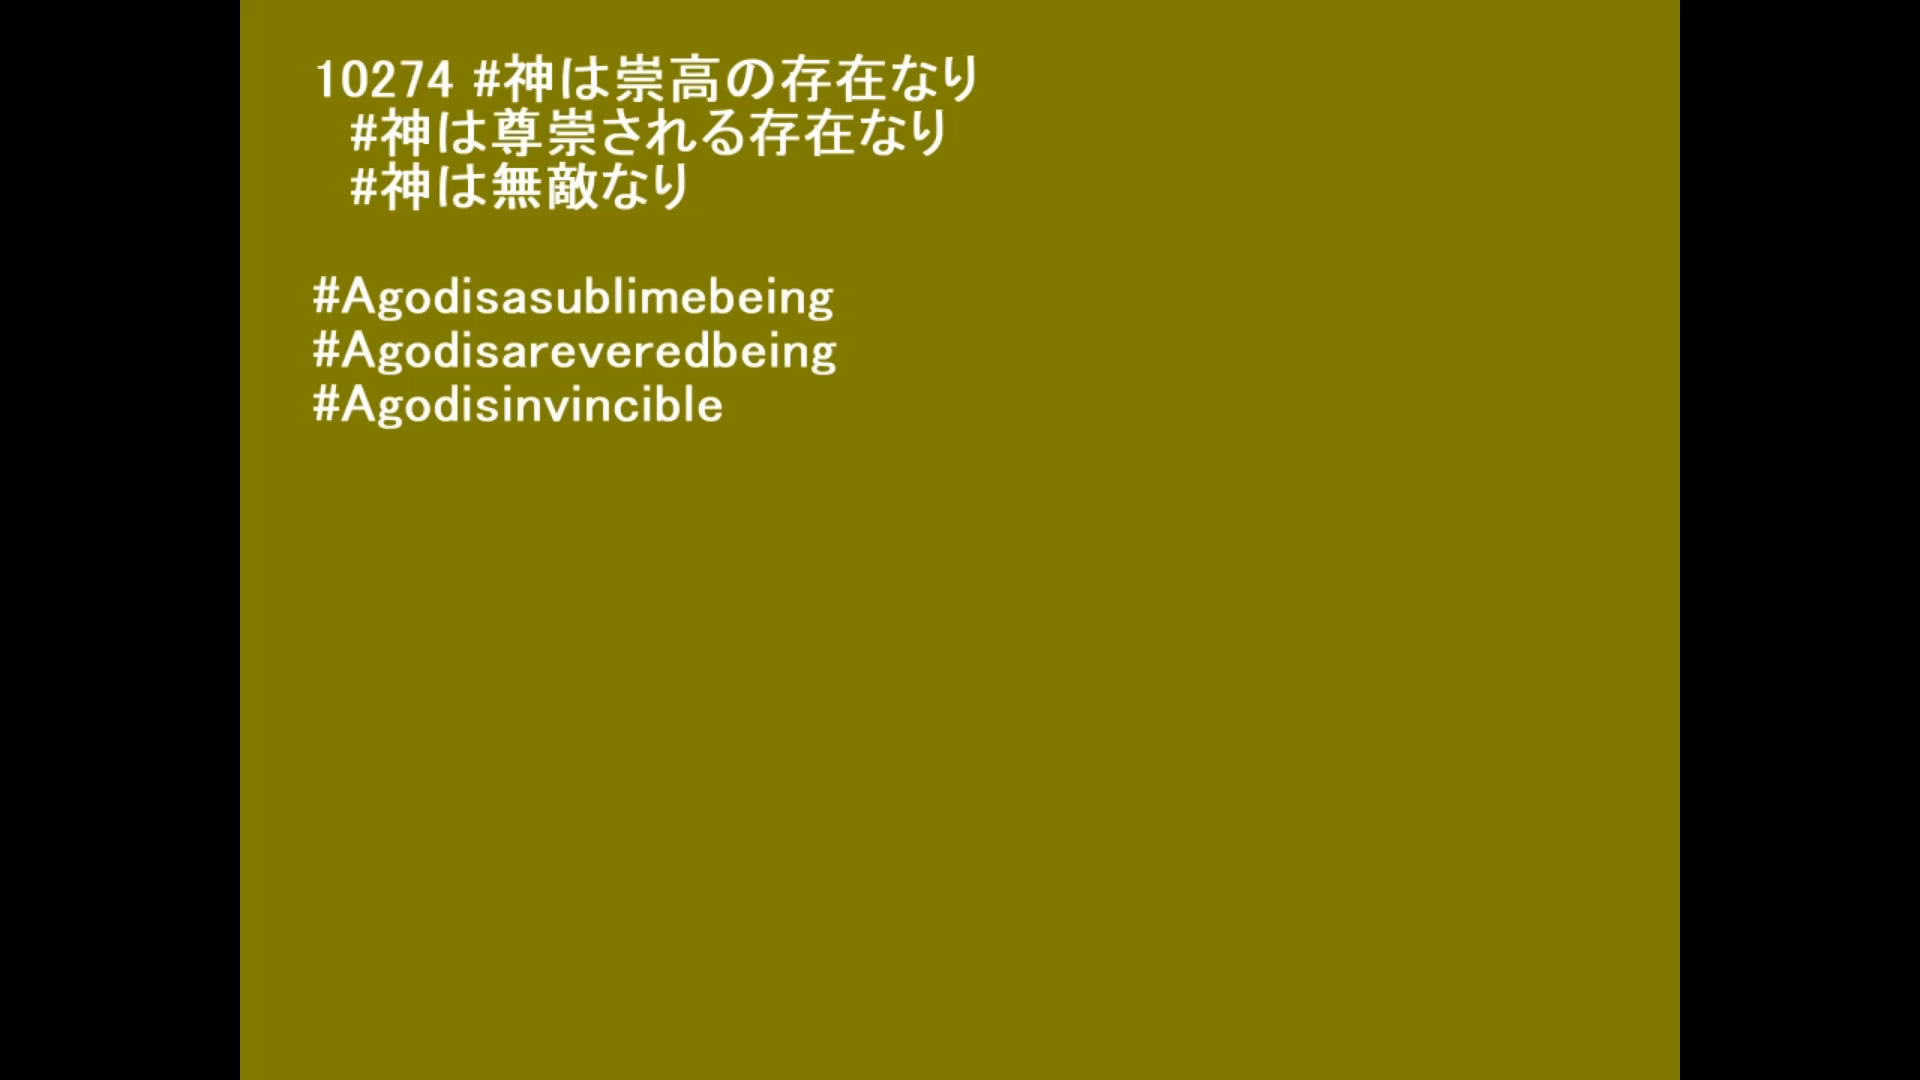 10274 #神は崇高の存在なり
#神は尊崇される存在なり
#神は無敵なり
#Agodisasublimebeing
#Agodisareveredbeing
#Agodisinvincible